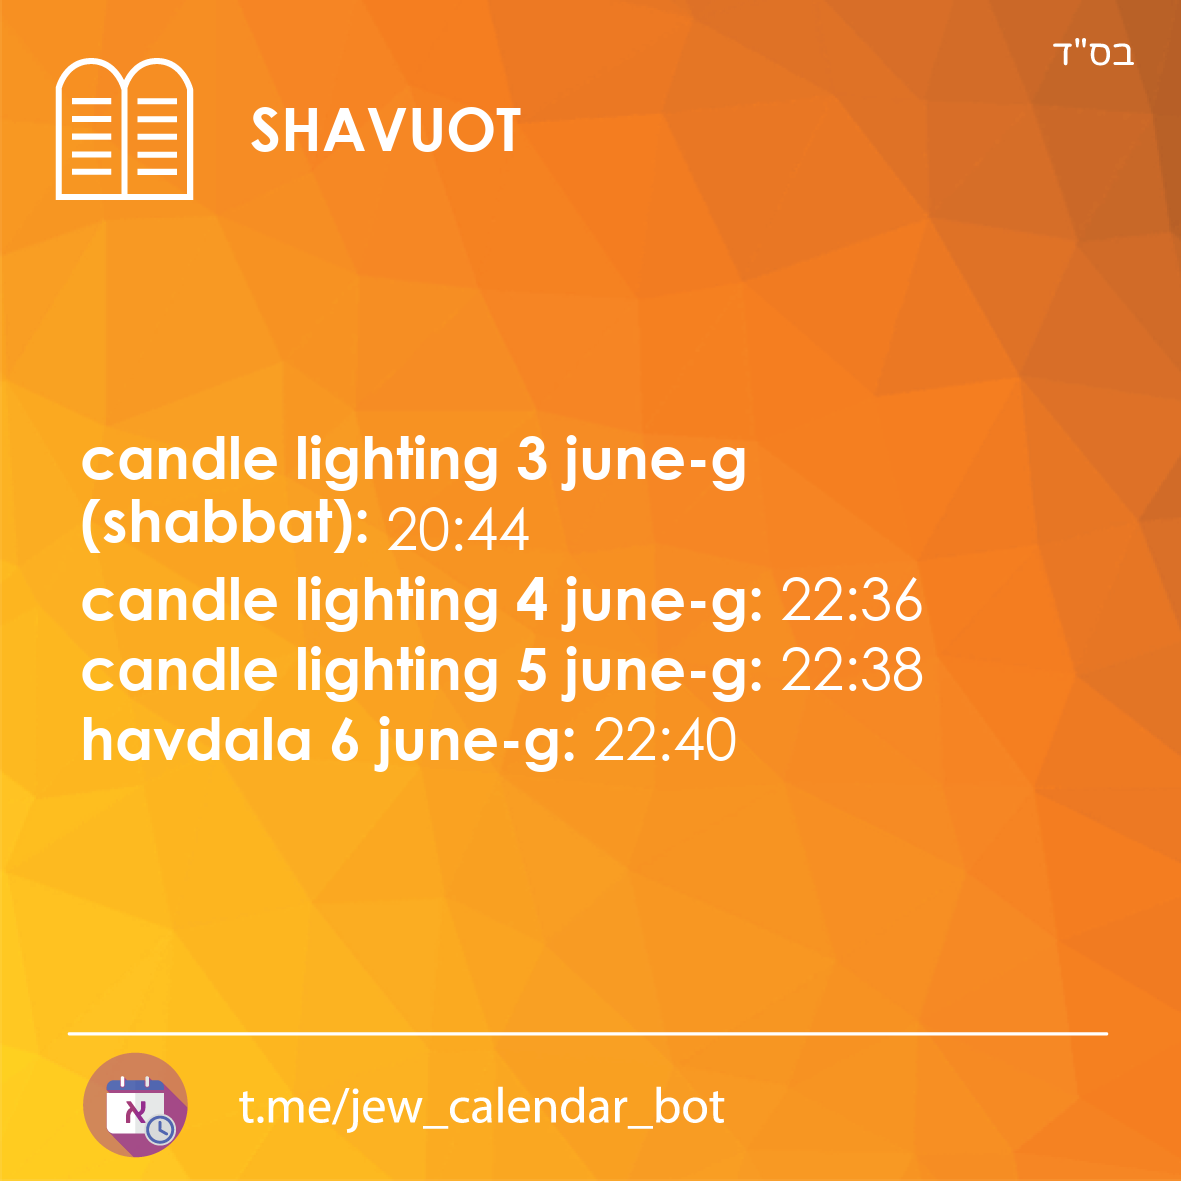 בס"ד
SHAVUOT
candle lighting 3 june-g
(shabbat): 20:44
candle lighting 4 june-g: 22:36
candle lighting 5 june-g: 22:38
havdala 6 june-g: 22:40
א
t.me/jew_calendar_bot